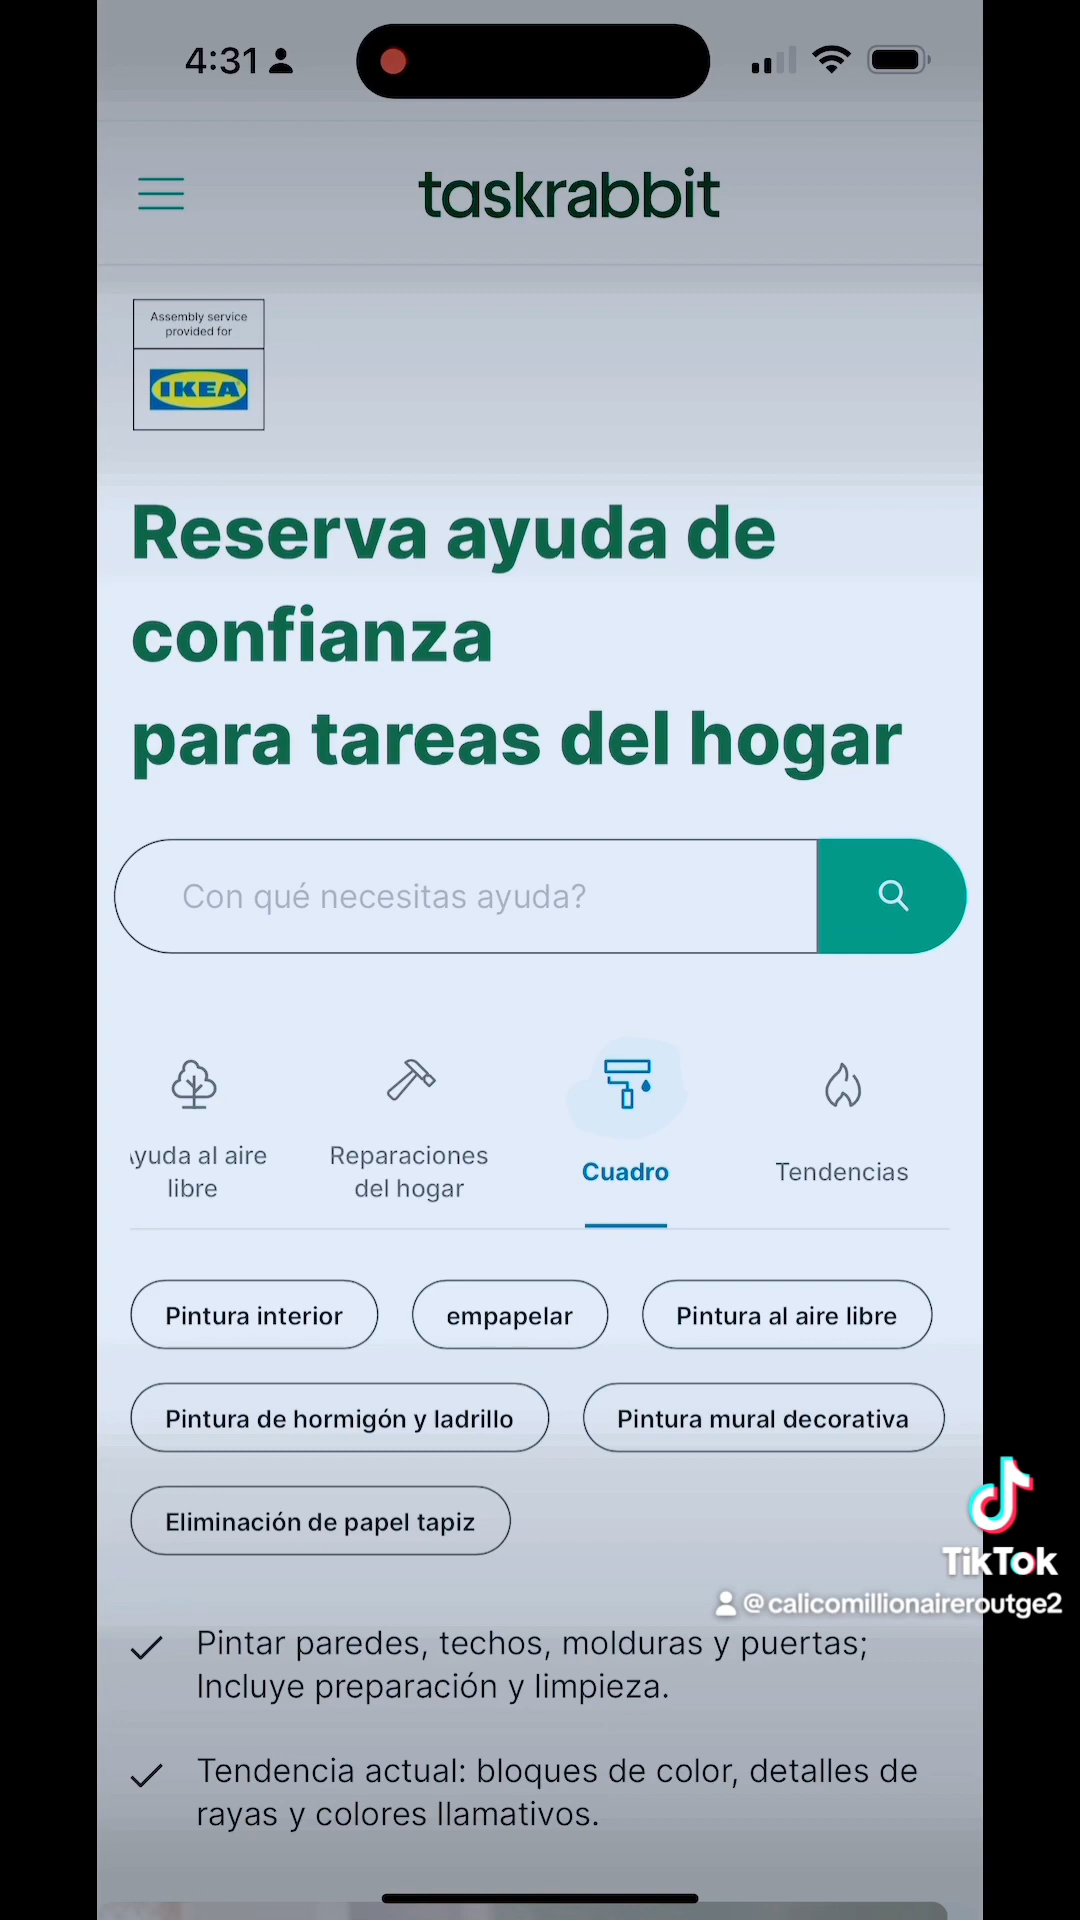 4:31
taskrabbit
Assembly service
provided for
IKEA
Reserva ayuda de
confianza
para tareas del hogar
Con qué necesitas ayuda?
yuda al aire
libre
Reparaciones
del hogar
Cuadro
Tendencias
Pintura interior
empapelar
Pintura al aire libre
Pintura de hormigón y ladrillo
Pintura mural decorativa
Eliminación de papel tapiz
TikTok
@calicomillionaireroutge2
Pintar paredes, techos, molduras y puertas;
Incluye preparación y limpieza.
Tendencia actual: bloques de color, detalles de
rayas y colores llamativos.